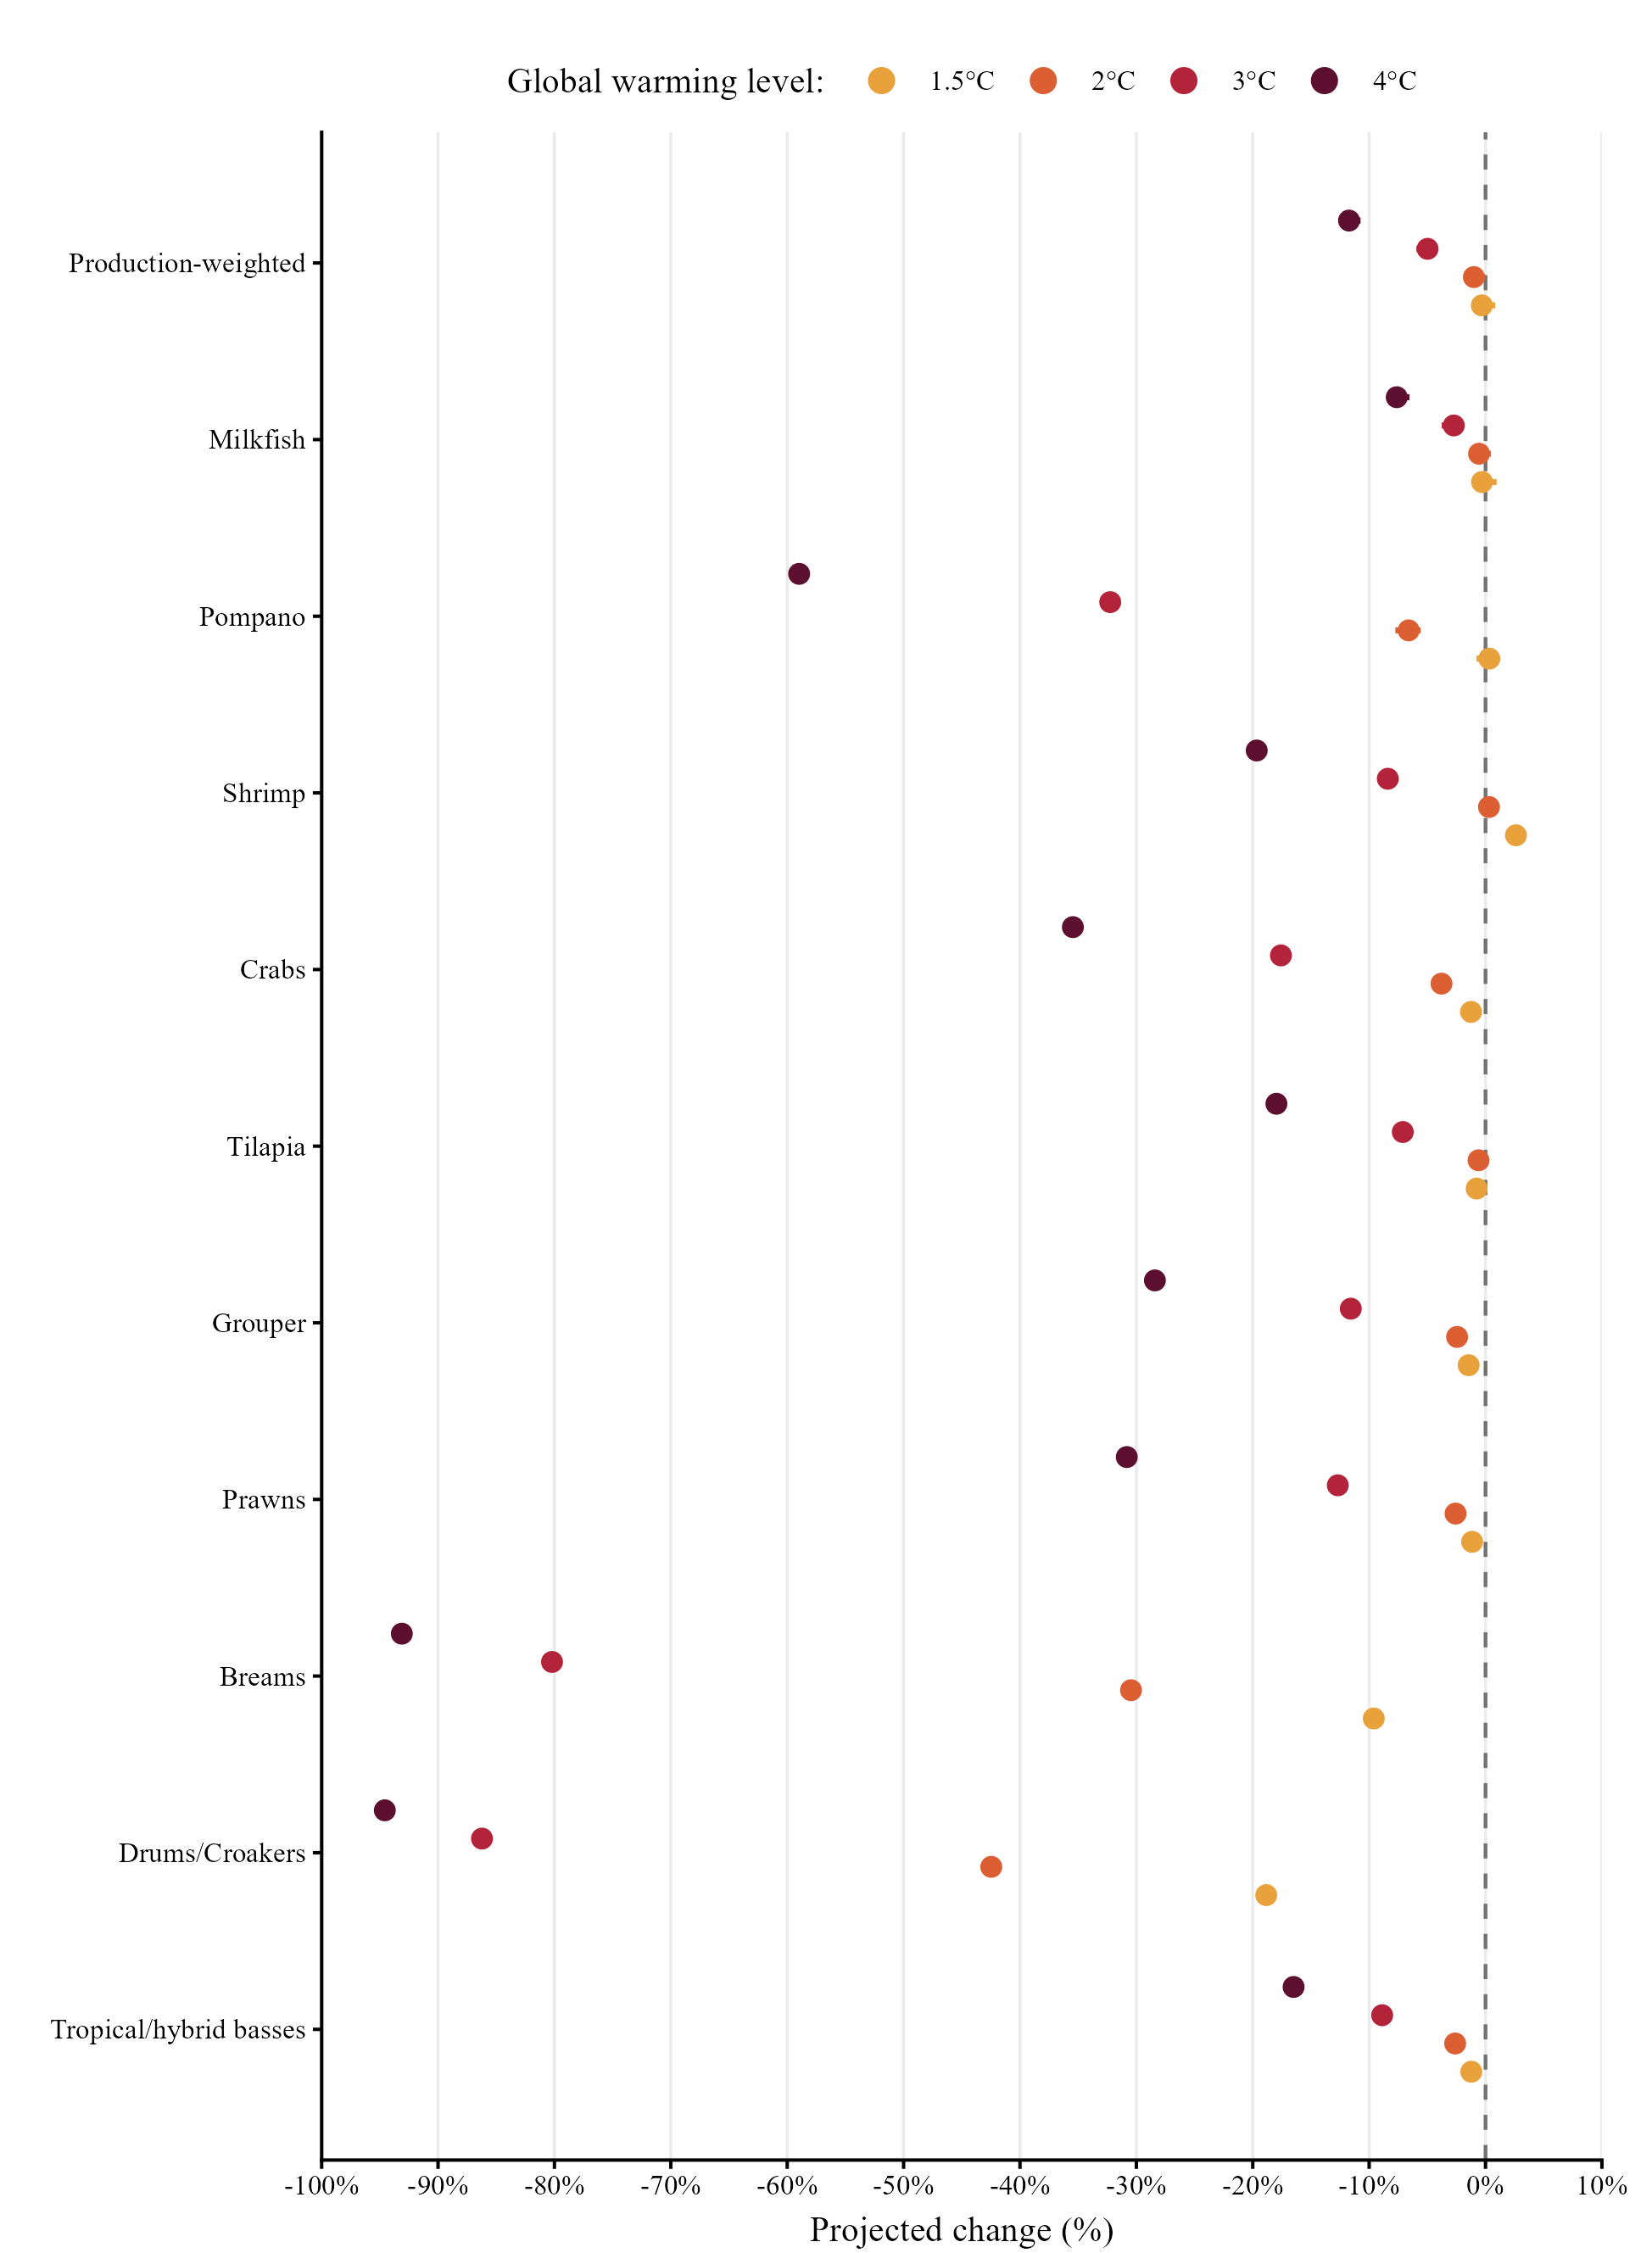 Global warming level: 1.5°C 2°C 3°C 4°C
Production-weighted
Milkfish
Pompano
Shrimp
Crabs
Tilapia
Grouper
Prawns
Breams
Drums/Croakers
Tropical/hybrid basses
-100% -90% -80% -70% -60% -50% -40% -30% -20% -10% 0% 10%
Projected change (%)